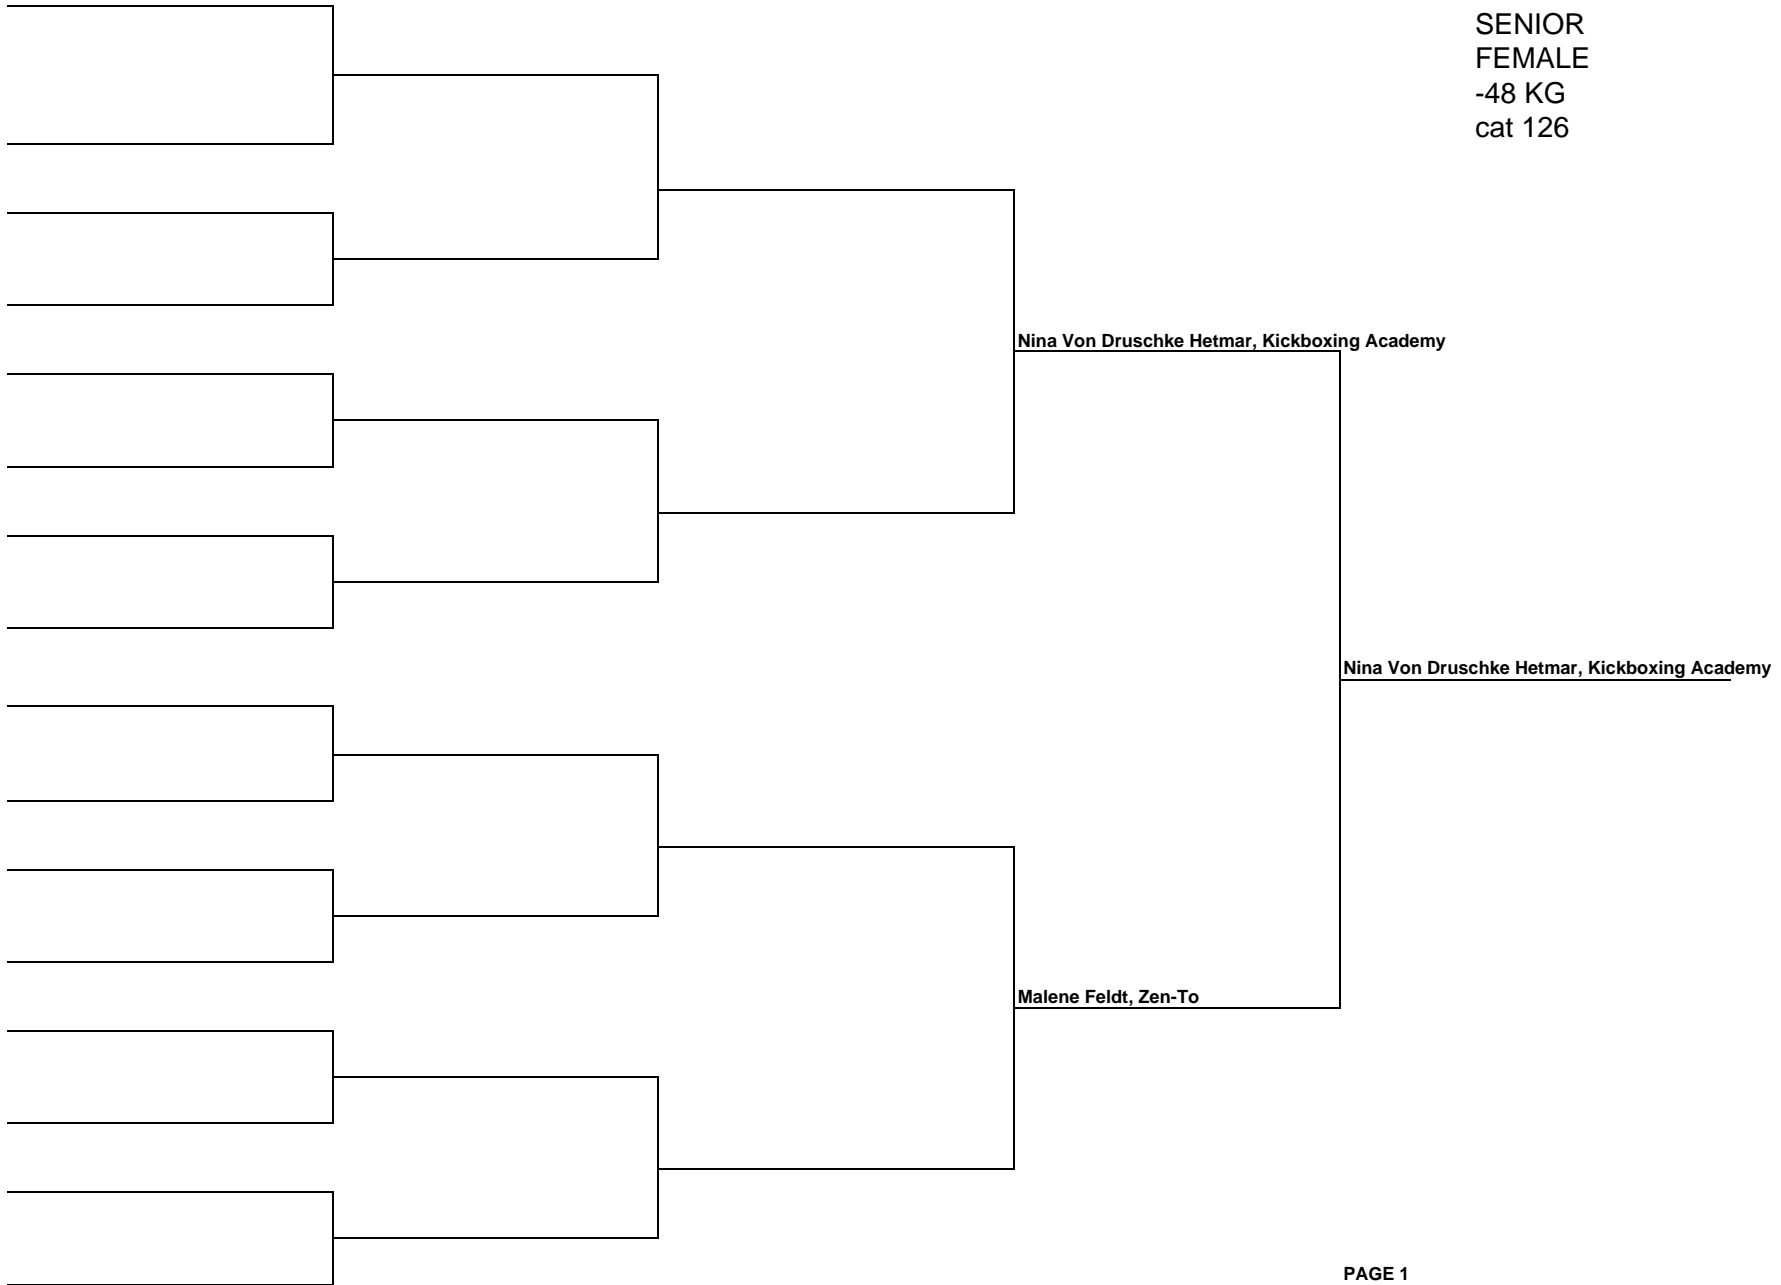 SENIOR
FEMALE
-48 KG
cat 126
Nina Von Druschke Hetmar, Kickboxing Academy
Nina Von Druschke Hetmar, Kickboxing Academy
Malene Feldt, Zen-To
PAGE 1